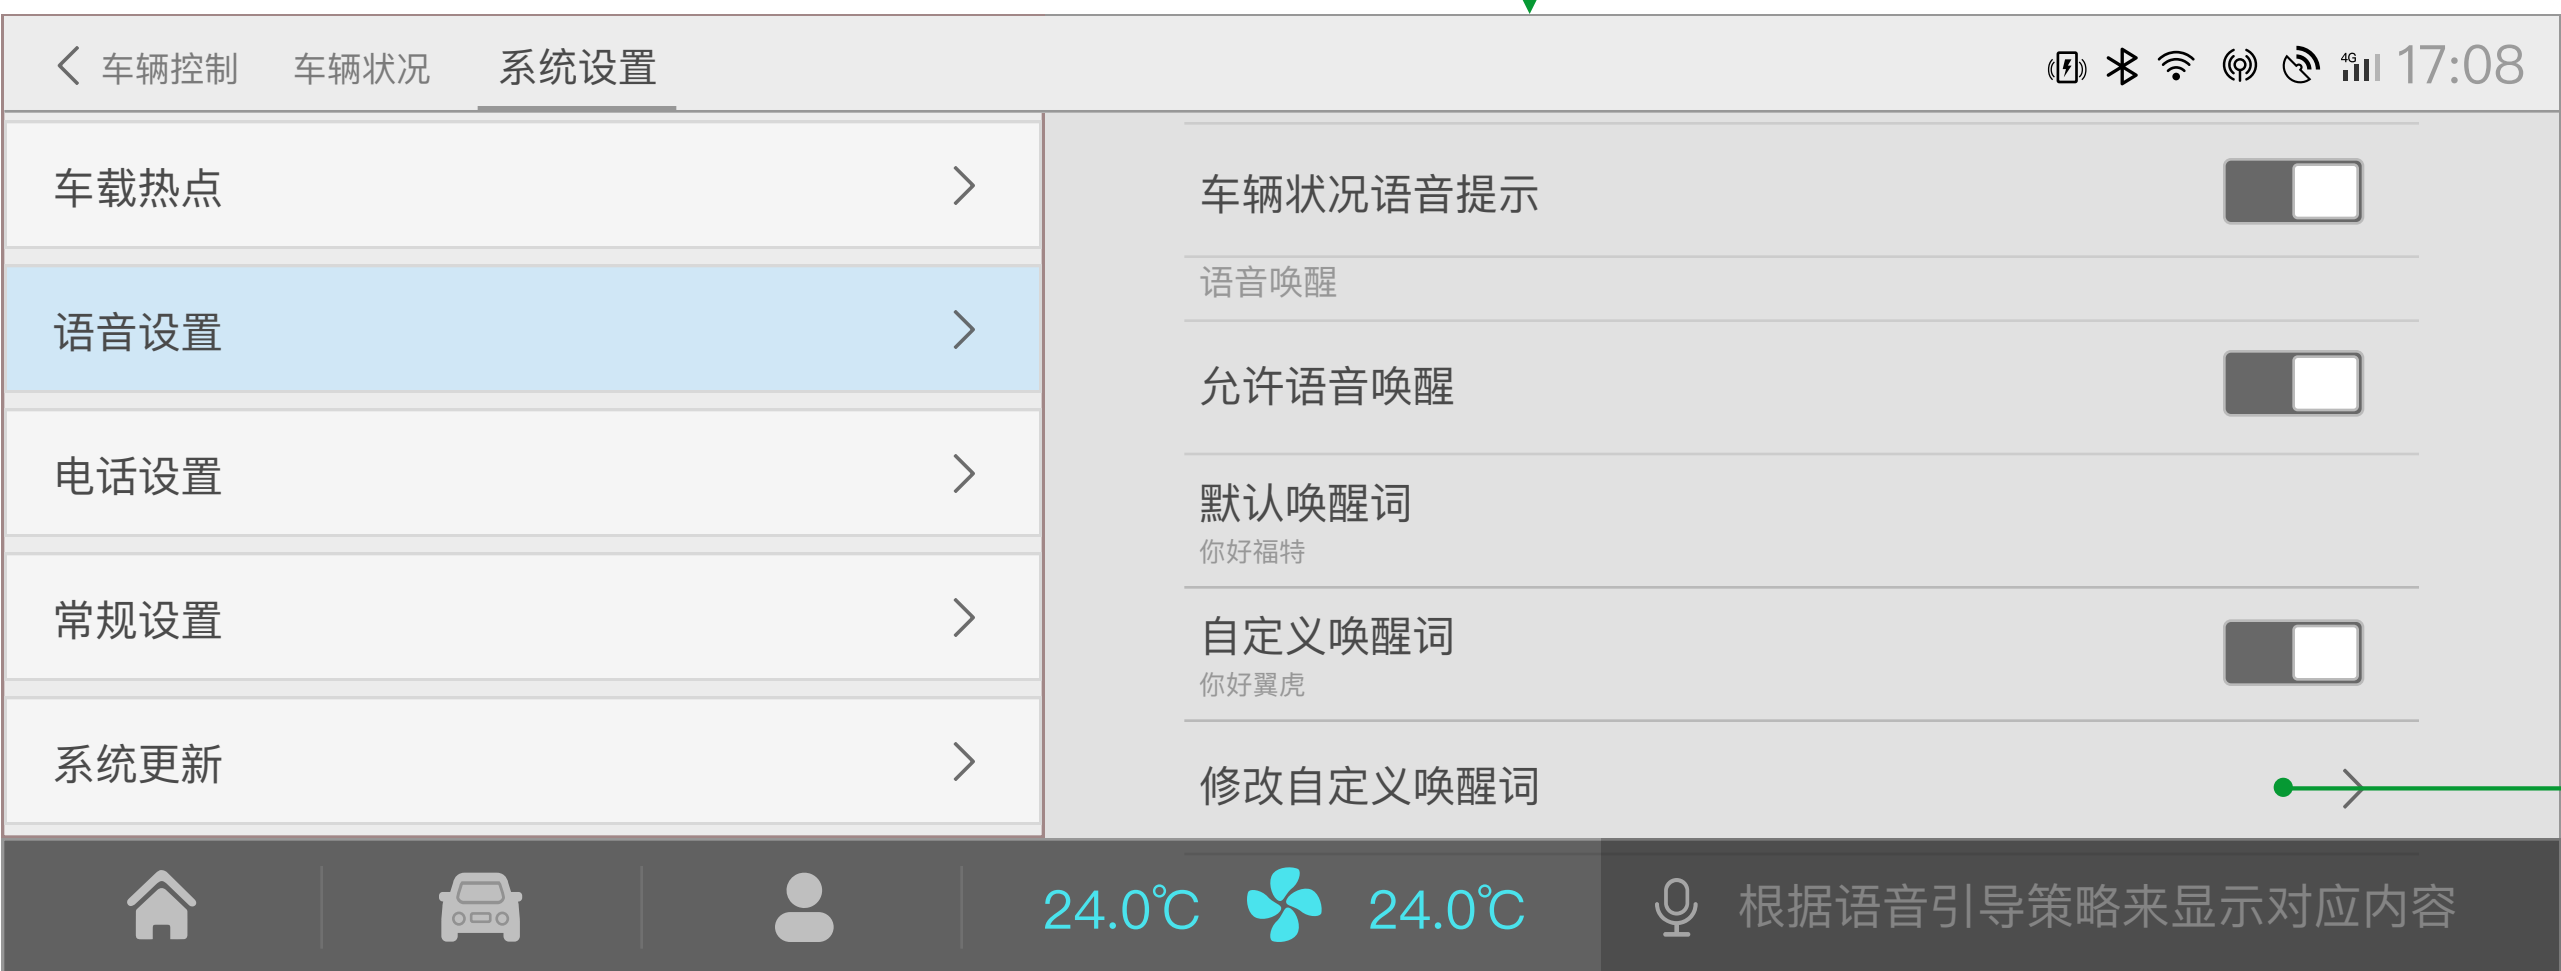 车辆控制 车辆状况 系统设置 4G 17:08
车载热点
语音设置
电话设置
常规设置
系统更新
车辆状况语音提示
语音唤醒
允许语音唤醒
默认唤醒词
你好福特
自定义唤醒词
你好翼虎
修改自定义唤醒词
24.0℃ 24.0℃ 根据语音引导策略来显示对应内容